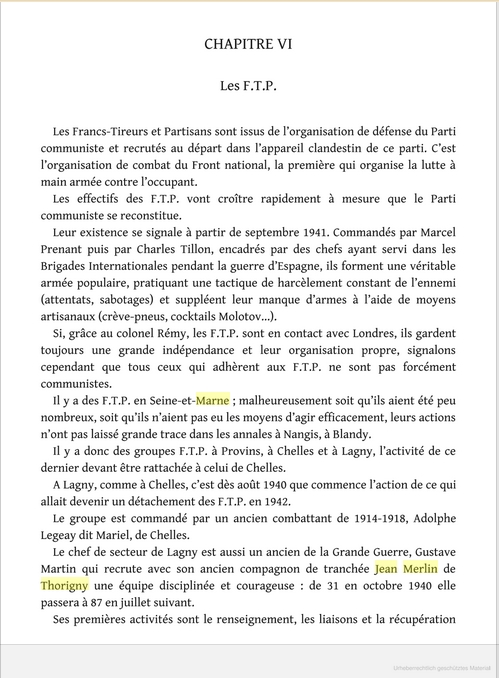 CHAPITRE VI
Les F.T.P.
Les Francs-Tireurs et Partisans sont issus de l'organisation de défense du Parti
communiste et recrutés au départ dans l'appareil clandestin de ce parti. C'est
l'organisation de combat du Front national, la première qui organise la lutte à
main armée contre l'occupant.
Les effectifs des F.T.P. vont croître rapidement à mesure que le Parti
communiste se reconstitue.
Leur existence se signale à partir de septembre 1941. Commandés par Marcel
Prenant puis par Charles Tillon, encadrés par des chefs ayant servi dans les
Brigades Internationales pendant la guerre d'Espagne, ils forment une véritable
armée populaire, pratiquant une tactique de harcèlement constant de l'ennemi
(attentats, sabotages) et suppléent leur manque d'armes à l'aide de moyens
artisanaux (crève-pneus, cocktails Molotov...).
Si, grâce au colonel Rémy, les F.T.P. sont en contact avec Londres, ils gardent
toujours une grande indépendance et leur organisation propre, signalons
cependant que tous ceux qui adhèrent aux F.T.P. ne sont pas forcément
communistes.
Il y a des F.T.P. en Seine-et-Marne ; malheureusement soit qu'ils aient été peu
nombreux, soit qu'ils n'aient pas eu les moyens d'agir efficacement, leurs actions
n'ont pas laissé grande trace dans les annales à Nangis, à Blandy.
Il y a donc des groupes F.T.P. à Provins, à Chelles et à Lagny, l'activité de ce
dernier devant être rattachée à celui de Chelles.
A Lagny, comme à Chelles, c'est dès août 1940 que commence l'action de ce qui
allait devenir un détachement des F.T.P. en 1942.
Le groupe est commandé par un ancien combattant de 1914-1918, Adolphe
Legeay dit Mariel, de Chelles.
Le chef de secteur de Lagny est aussi un ancien de la Grande Guerre, Gustave
Martin qui recrute avec son ancien compagnon de tranchée Jean Merlin de
Thorigny une équipe disciplinée et courageuse : de 31 en octobre 1940 elle
passera à 87 en juillet suivant.
Ses premières activités sont le renseignement, les liaisons et la récupération
Urheberrechtlich geschütztes Material